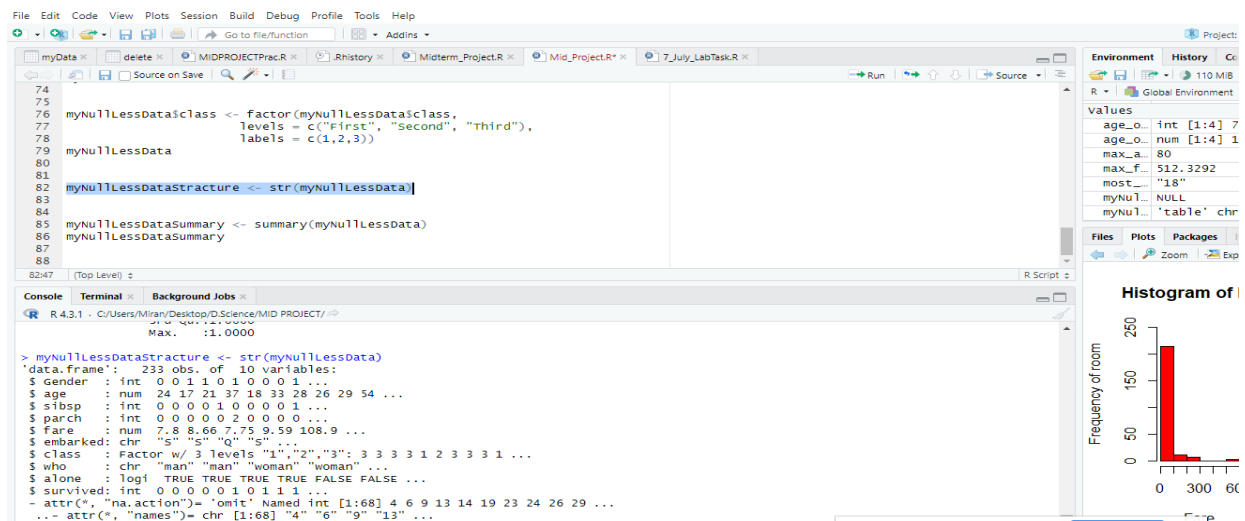 File Edit Code View Plots Session Build Debug Profile Tools Help
Go to file/function Addins Project:
myData delete MIDPROJECTPrac.R .Rhistory Midterm_Project.R Mid_Project.R* 7_July_LabTask.R
Source on Save Run Source
74
75
76 myNullLessData$class <- factor(myNullLessData$class,
77 levels = c("First", "Second", "Third"),
78 labels = c(1,2,3))
79 myNullLessData
80
81
82 myNullLessDataStracture <- str(myNullLessData)
83
84
85 myNullLessDataSummary <- summary(myNullLessData)
86 myNullLessDataSummary
87
88
82:47 (Top Level) R Script
Console Terminal Background Jobs
R 4.3.1 · C:/Users/Miran/Desktop/D.Science/MID PROJECT/
Max. :1.0000
> myNullLessDataStracture <- str(myNullLessData)
'data.frame': 233 obs. of 10 variables:
$ Gender : int 0 0 1 1 0 1 0 0 0 1 ...
$ age : num 24 17 21 37 18 33 28 26 29 54 ...
$ sibsp : int 0 0 0 0 1 0 0 0 0 1 ...
$ parch : int 0 0 0 0 0 2 0 0 0 0 ...
$ fare : num 7.8 8.66 7.75 9.59 108.9 ...
$ embarked: chr "S" "S" "Q" "S" ...
$ class : Factor w/ 3 levels "1","2","3": 3 3 3 3 1 2 3 3 3 1 ...
$ who : chr "man" "man" "woman" "woman" ...
$ alone : logi TRUE TRUE TRUE TRUE FALSE FALSE ...
$ survived: int 0 0 0 0 0 1 0 1 1 1 ...
- attr(*, "na.action")= 'omit' Named int [1:68] 4 6 9 13 14 19 23 24 26 29 ...
..- attr(*, "names")= chr [1:68] "4" "6" "9" "13" ...
Environment History Co
110 MiB
R Global Environment
Values
age_o… int [1:4] 7
age_o… num [1:4] 1
max_a… 80
max_f… 512.3292
most_… "18"
myNul… NULL
myNul… 'table' chr
Files Plots Packages
Zoom Exp
Histogram of
Frequency of room
250
150
50
0
0 300 60